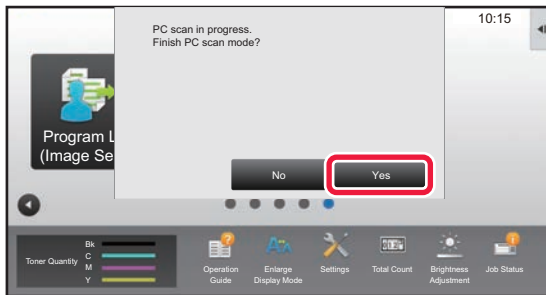 10:15
PC scan in progress.
Finish PC scan mode?
Program L
(Image Se
No
Yes
Toner Quantity
Bk
C
M
Y
Operation
Guide
Enlarge
Display Mode
Settings
Total Count
Brightness
Adjustment
Job Status